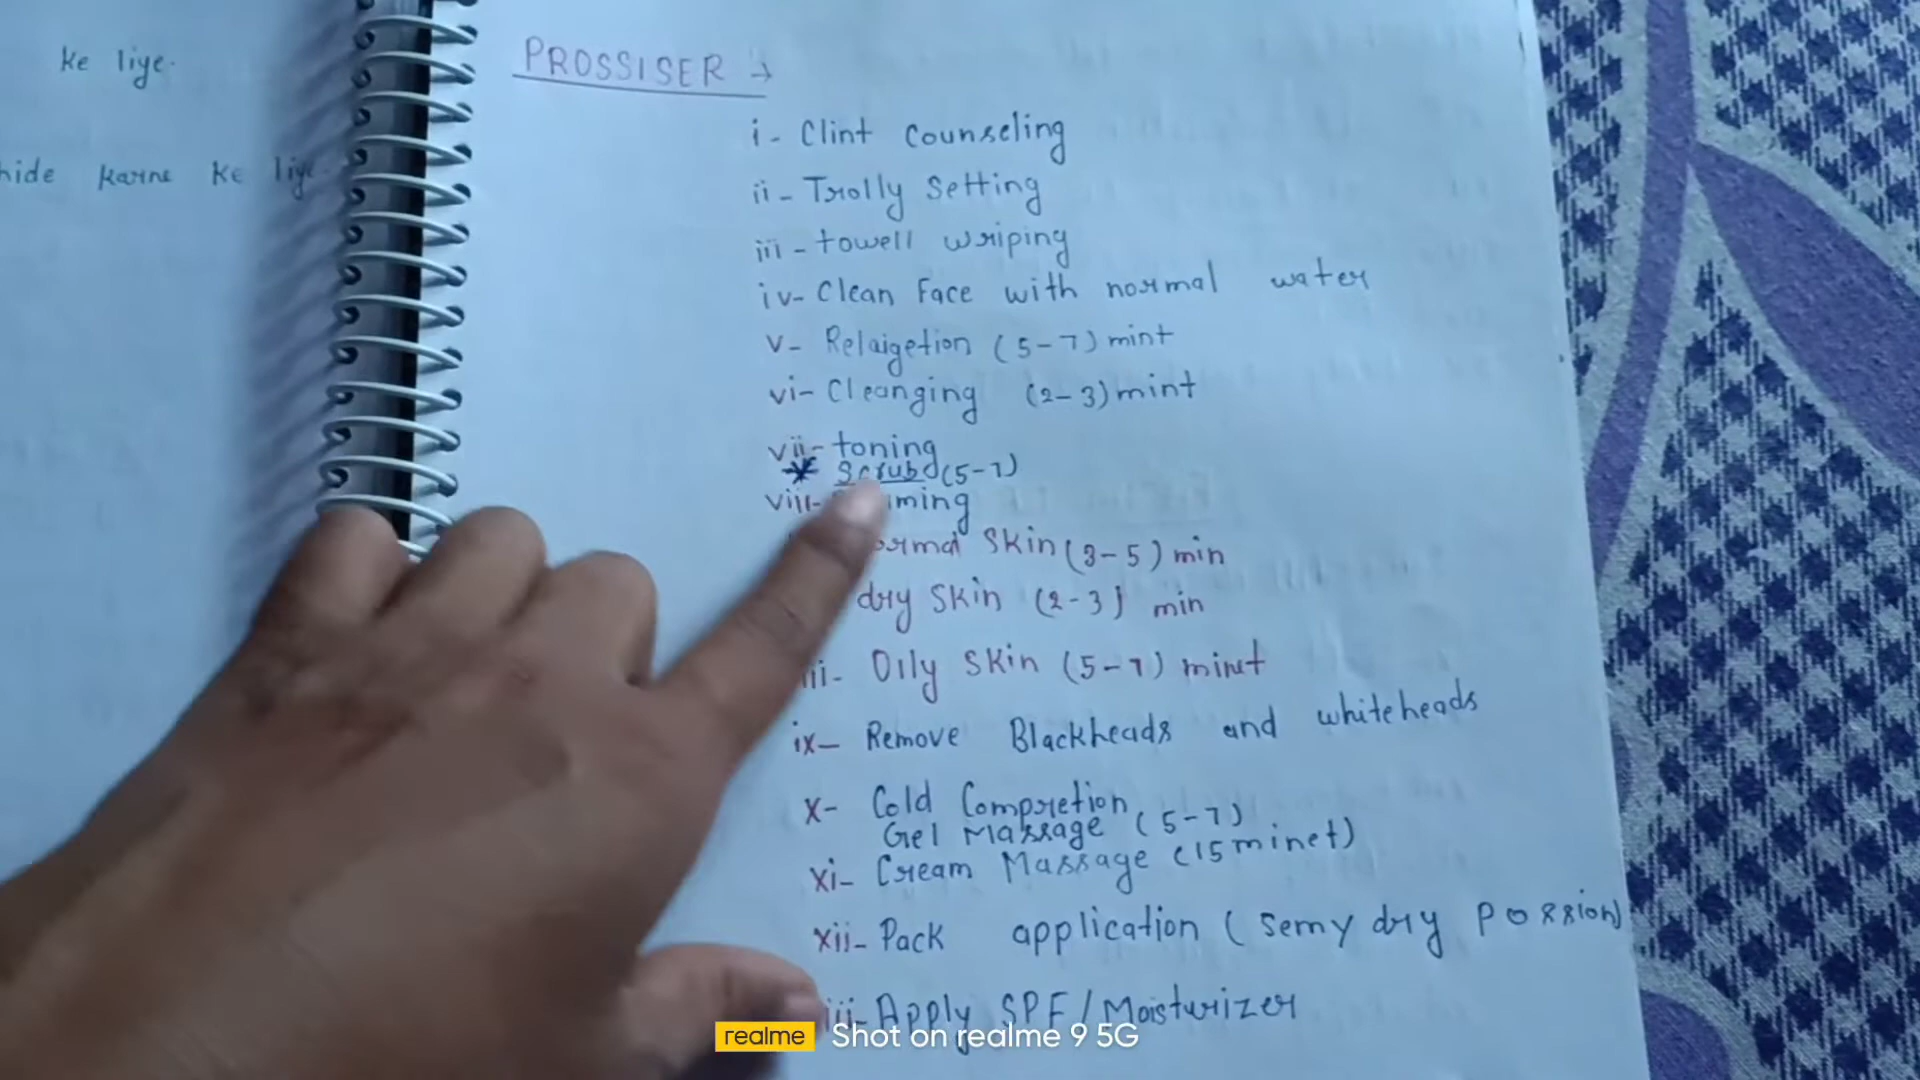 ke liye.
hide karne ke liye.
PROSSISER →
i- Clint Counseling
ii- Trolly Setting
iii- towell wriping
iv- Clean Face with normal water
v- Relaigetion (5-7) mint
vi- Cleanging (2-3) mint
vii- toning
* Scrub (5-7)
viii-
skin (3-5) min
dry skin (2-3) min
iii. Oily skin (5-7) minet
ix- Remove Blackheads and whiteheads
x- Cold Compretion
Gel Massage (5-7)
xi- Cream Massage (15 minet)
xii- Pack application (semy dry possion)
Apply SPF/Moisturizer
realme Shot on realme 9 5G